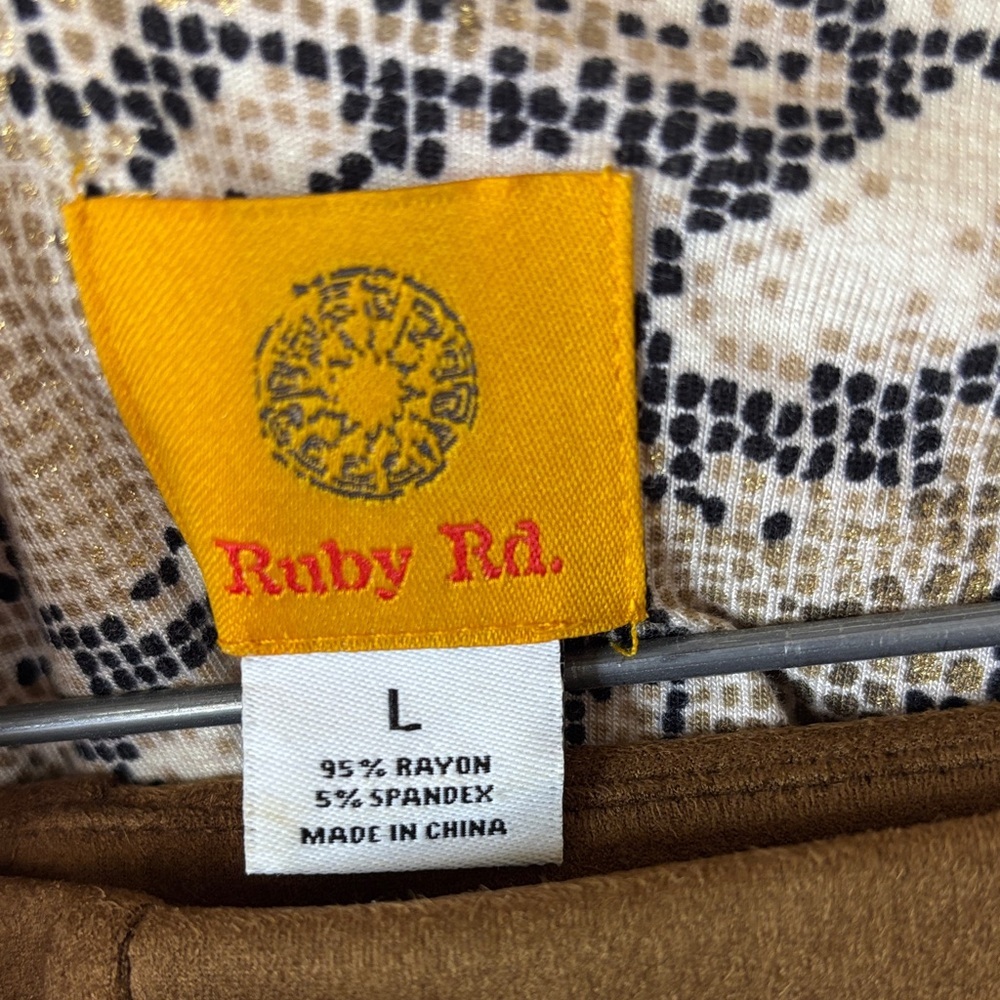 Ruby Rd.
L
95% RAYON
5% SPANDEX
MADE IN CHINA